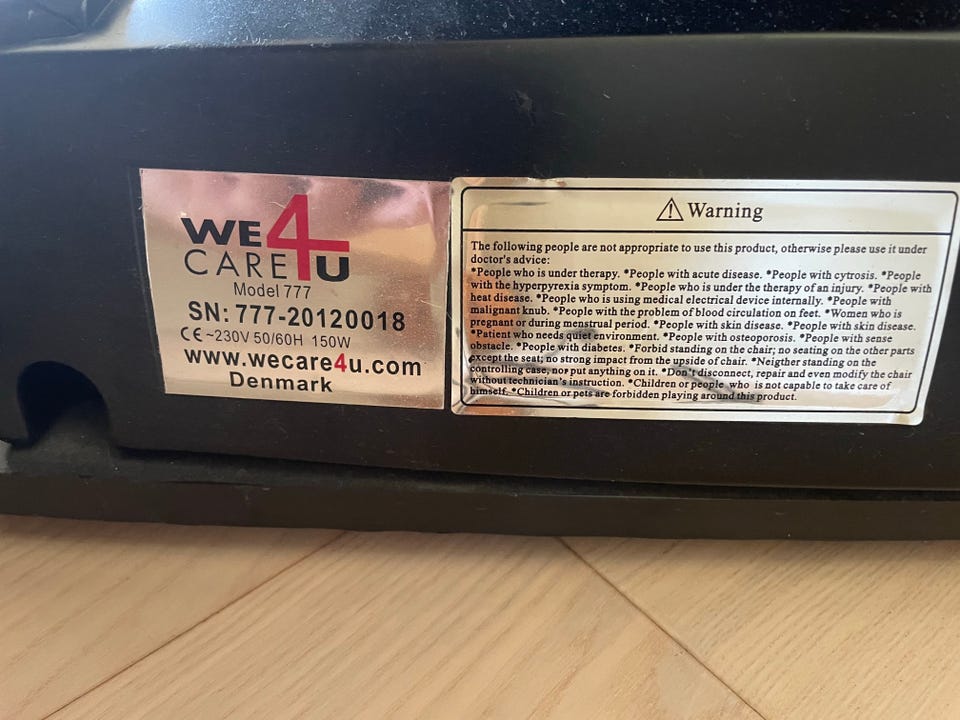 WE4
CAREU
Model 777
SN: 777-20120018
CE ~230V 50/60H 150W
www.wecare4u.com
Denmark
Warning
The following people are not appropriate to use this product, otherwise please use it under
doctor's advice:
*People who is under therapy. *People with acute disease. *People with cytrosis. *People
with the hyperpyrexia symptom. *People who is under the therapy of an injury. *People with
heat disease. *People who is using medical electrical device internally. *People with
malignant knub. *People with the problem of blood circulation on feet. *Women who is
pregnant or during menstrual period. *People with skin disease. *People with skin disease.
*Patient who needs quiet environment. *People with osteoporosis. *People with sense
obstacle. *People with diabetes. *Forbid standing on the chair; no seating on the other parts
except the seat; no strong impact from the upside of chair. *Neigther standing on the
controlling case, nor put anything on it. *Don't disconnect, repair and even modify the chair
without technician's instruction. *Children or people who is not capable to take care of
himself. *Children or pets are forbidden playing around this product.